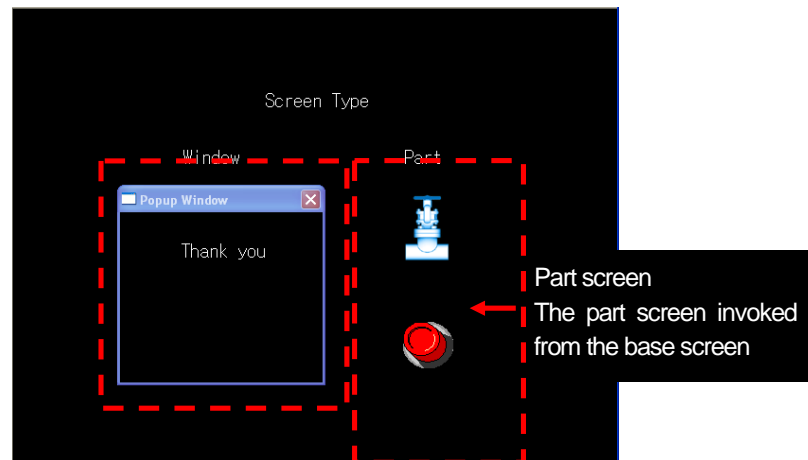 Screen Type
Window
Part
Popup Window
Thank you
Part screen
The part screen invoked
from the base screen